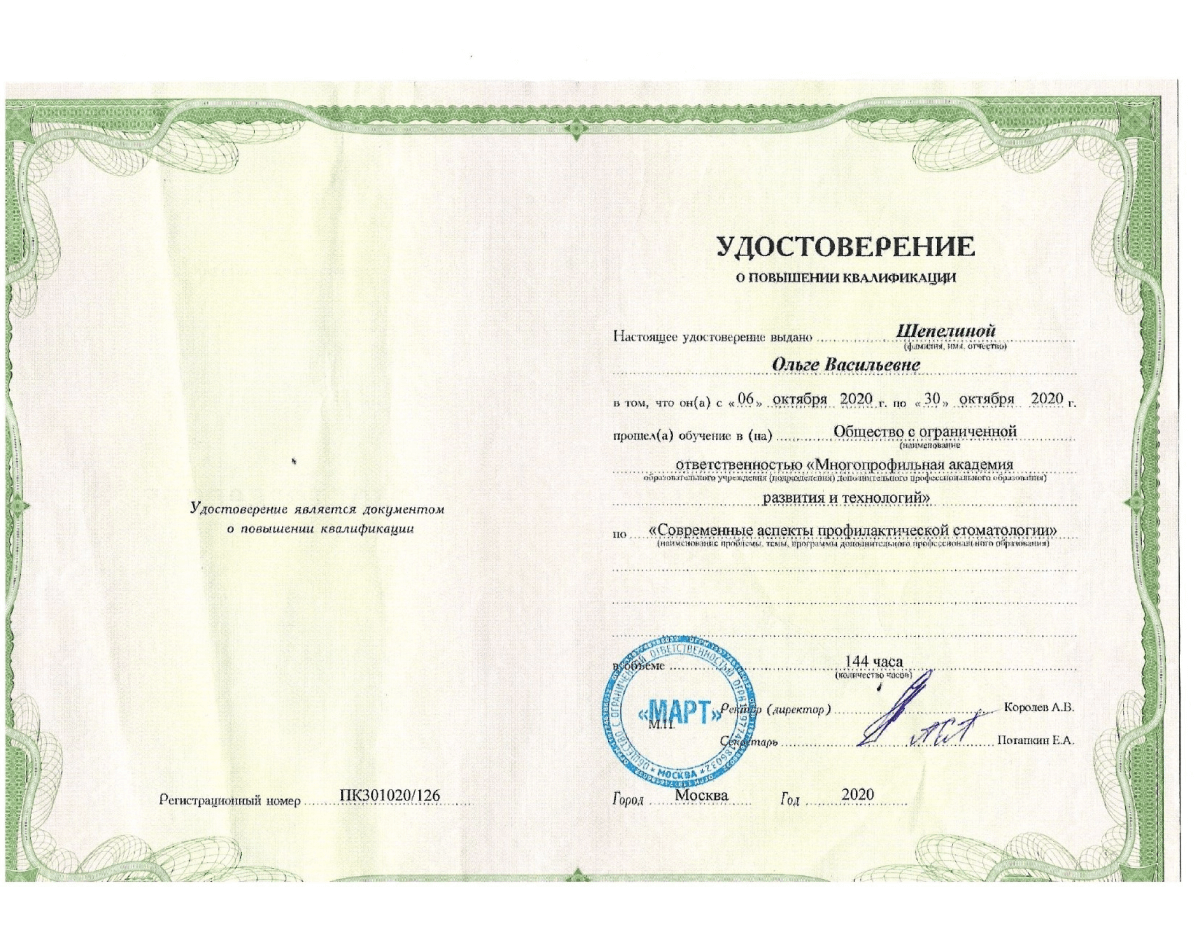 Удостоверение является документом
о повышении квалификации
Регистрационный номер ПК301020/126
УДОСТОВЕРЕНИЕ
О ПОВЫШЕНИИ КВАЛИФИКАЦИИ
Настоящее удостоверение выдано Шепелиной
(фамилия, имя, отчество)
Ольге Васильевне
в том, что он(а) с «06» октября 2020 г. по «30» октября 2020 г.
прошел(а) обучение в (на) Общество с ограниченной
(наименование
ответственностью «Многопрофильная академия
образовательного учреждения (подразделения) дополнительного профессионального образования)
развития и технологий»
по «Современные аспекты профилактической стоматологии»
(наименование проблемы, темы, программы дополнительного профессионального образования)
в объеме 144 часа
(количество часов)
ОБЩЕСТВО С ОГРАНИЧЕННОЙ ОТВЕТСТВЕННОСТЬЮ
«МАРТ»
* МОСКВА *
М.П.
Ректор (директор) Королев А.В.
Секретарь Поташкин Е.А.
Город Москва Год 2020